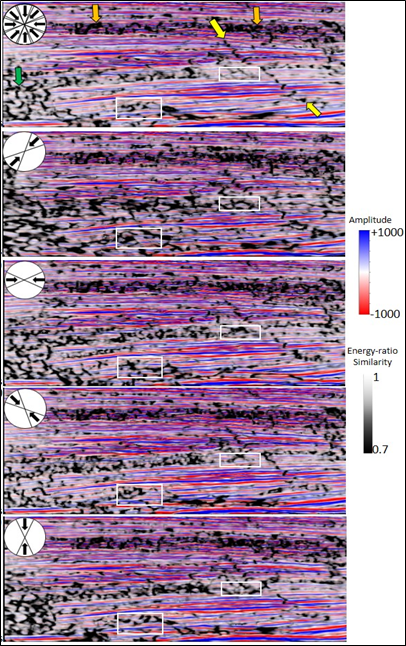 Amplitude
+1000
-1000
Energy-ratio
Similarity
1
0.7